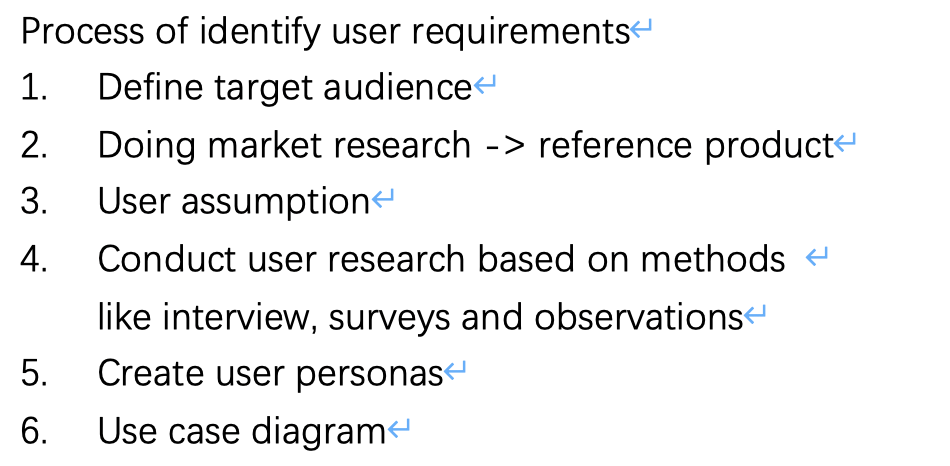 Process of identify user requirements↵
1. Define target audience↵
2. Doing market research -> reference product↵
3. User assumption↵
4. Conduct user research based on methods ↵
like interview, surveys and observations↵
5. Create user personas↵
6. Use case diagram↵